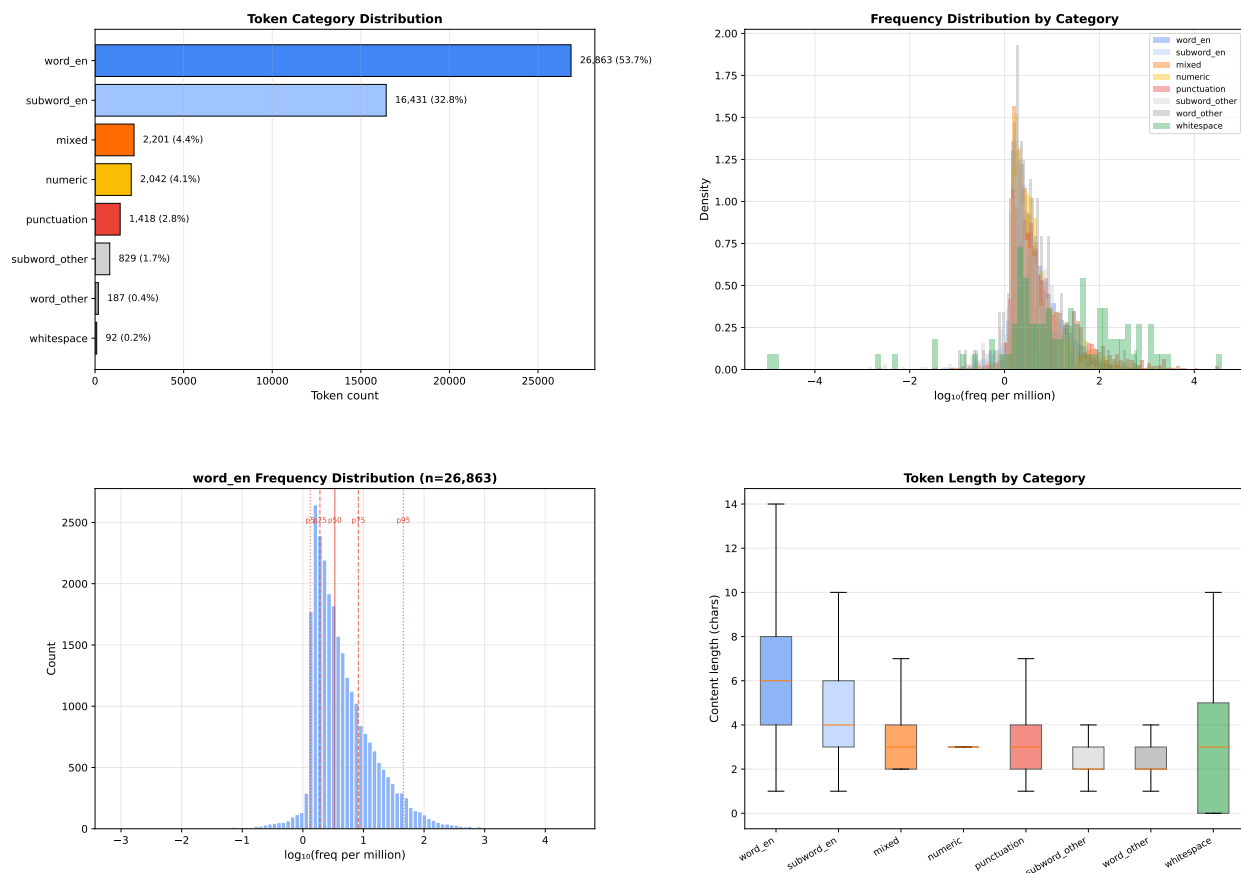 Token Category Distribution
word_en
subword_en
mixed
numeric
punctuation
subword_other
word_other
whitespace
26,863 (53.7%)
16,431 (32.8%)
2,201 (4.4%)
2,042 (4.1%)
1,418 (2.8%)
829 (1.7%)
187 (0.4%)
92 (0.2%)
0 5000 10000 15000 20000 25000
Token count
Frequency Distribution by Category
2.00
1.75
1.50
1.25
1.00
0.75
0.50
0.25
0.00
Density
word_en
subword_en
mixed
numeric
punctuation
subword_other
word_other
whitespace
−4 −2 0 2 4
log₁₀(freq per million)
word_en Frequency Distribution (n=26,863)
2500
2000
1500
1000
500
0
Count
p5 p25 p50 p75 p95
−3 −2 −1 0 1 2 3 4
log₁₀(freq per million)
Token Length by Category
14
12
10
8
6
4
2
0
Content length (chars)
word_en
subword_en
mixed
numeric
punctuation
subword_other
word_other
whitespace